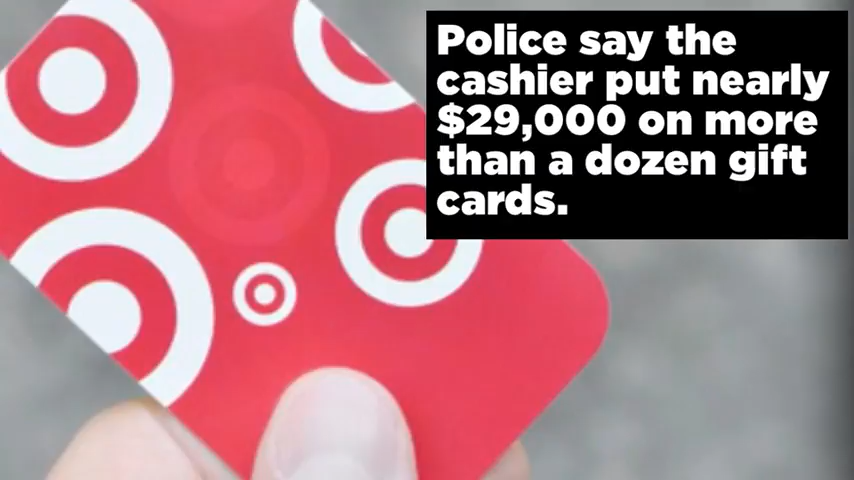 Police say the
cashier put nearly
$29,000 on more
than a dozen gift
cards.